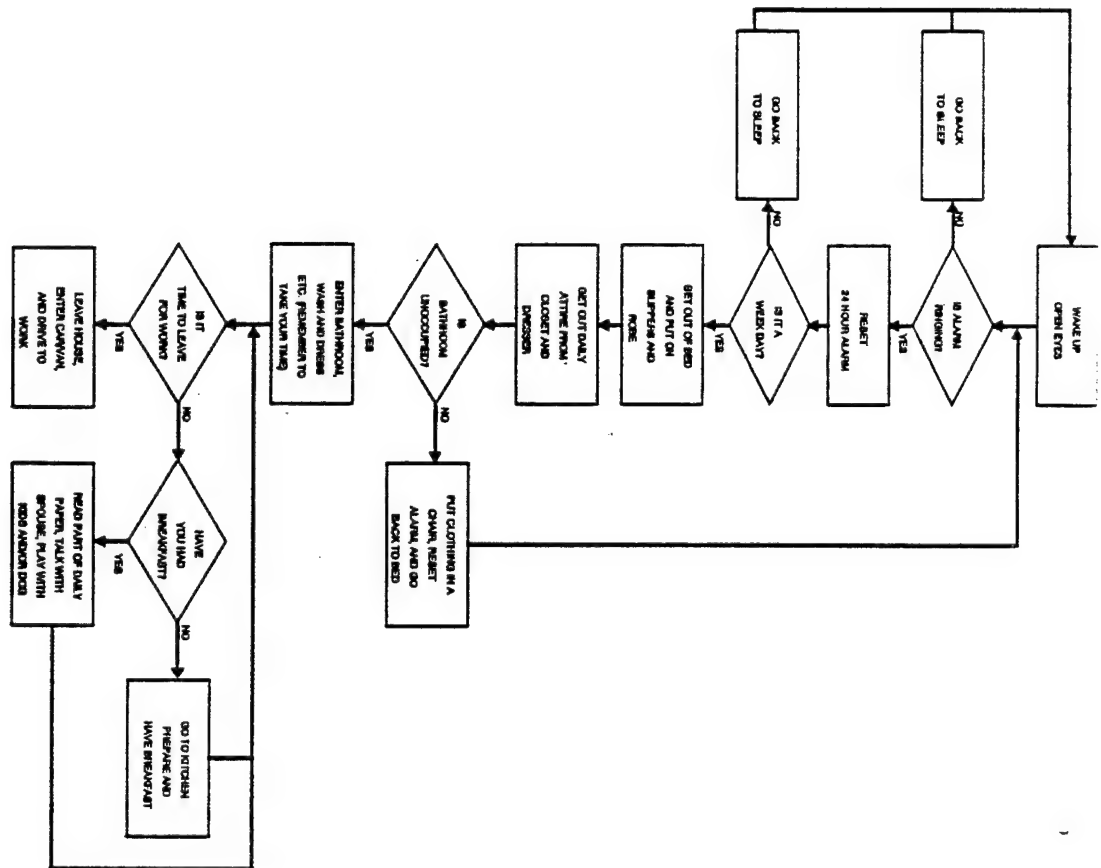 WAKE UP
OPEN EYES
IS ALARM
RINGING?
NO
GO BACK
TO SLEEP
YES
RESET
24 HOUR ALARM
IS IT A
WEEK DAY?
NO
GO BACK
TO SLEEP
YES
GET OUT OF BED
AND PUT ON
SLIPPERS AND
ROBE
GET OUT DAILY
ATTIRE FROM
CLOSET AND
DRESSER
IS
BATHROOM
UNOCCUPIED?
NO
PUT CLOTHING IN A
CHAIR, RESET
ALARM, AND GO
BACK TO BED
YES
ENTER BATHROOM,
WASH AND DRESS
ETC. (REMEMBER TO
TAKE YOUR TIME)
IS IT
TIME TO LEAVE
FOR WORK?
NO
HAVE
YOU HAD
BREAKFAST?
NO
GO TO KITCHEN
PREPARE AND
HAVE BREAKFAST
YES
READ PART OF DAILY
PAPER, TALK WITH
SPOUSE, PLAY WITH
KIDS AND/OR DOG
YES
LEAVE HOUSE,
ENTER CARAVAN,
AND DRIVE TO
WORK